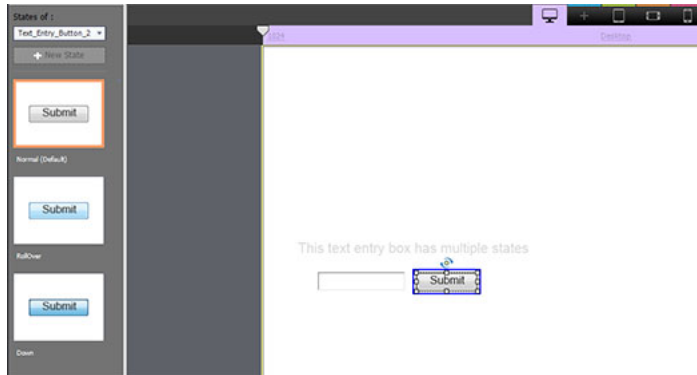 States of :
Text_Entry_Button_2
New State
Submit
Normal (Default)
Submit
RollOver
Submit
Down
1024
Desktop
This text entry box has multiple states
Submit